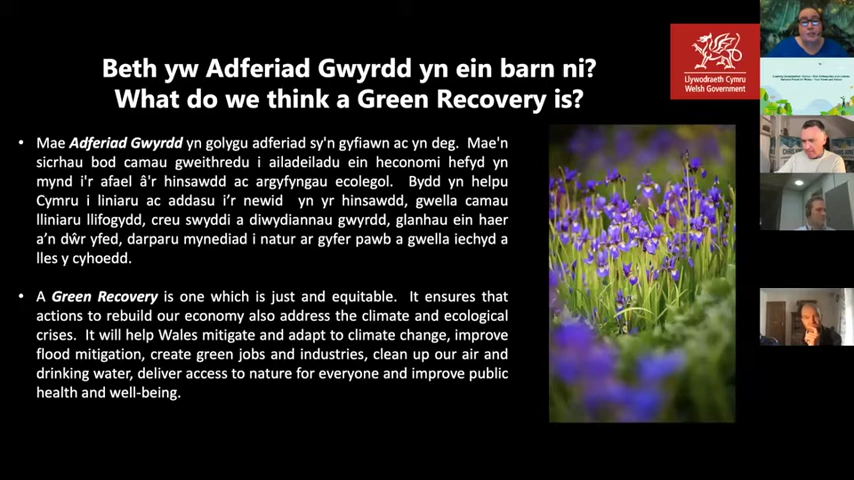 Beth yw Adferiad Gwyrdd yn ein barn ni?
What do we think a Green Recovery is?
Llywodraeth Cymru
Welsh Government
• Mae Adferiad Gwyrdd yn golygu adferiad sy'n gyfiawn ac yn deg. Mae'n
sicrhau bod camau gweithredu i ailadeiladu ein heconomi hefyd yn
mynd i'r afael â'r hinsawdd ac argyfyngau ecolegol. Bydd yn helpu
Cymru i liniaru ac addasu i'r newid yn yr hinsawdd, gwella camau
lliniaru llifogydd, creu swyddi a diwydiannau gwyrdd, glanhau ein haer
a'n dŵr yfed, darparu mynediad i natur ar gyfer pawb a gwella iechyd a
lles y cyhoedd.
• A Green Recovery is one which is just and equitable. It ensures that
actions to rebuild our economy also address the climate and ecological
crises. It will help Wales mitigate and adapt to climate change, improve
flood mitigation, create green jobs and industries, clean up our air and
drinking water, deliver access to nature for everyone and improve public
health and well-being.